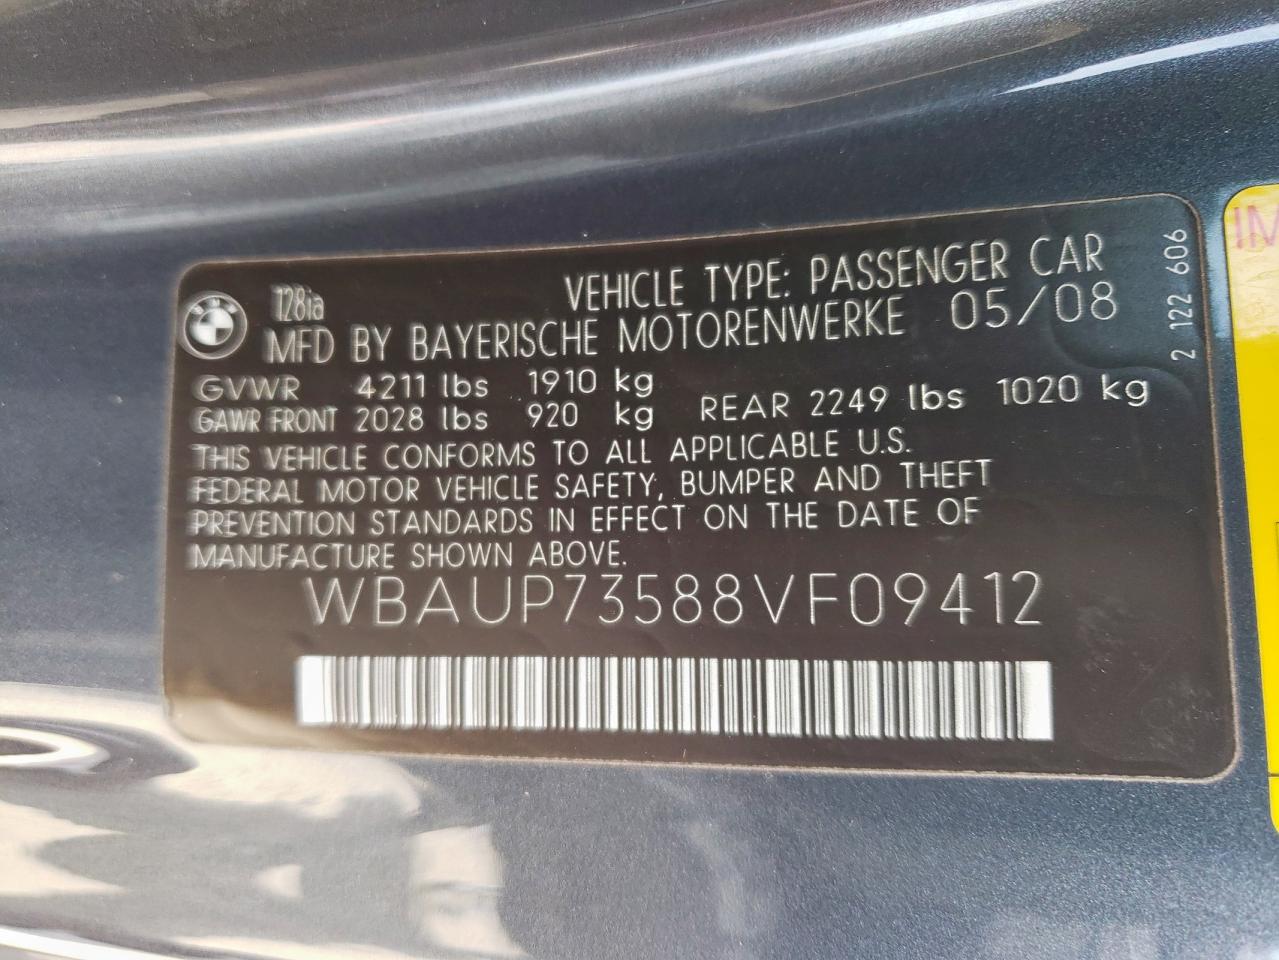 128ia
VEHICLE TYPE: PASSENGER CAR
MFD BY BAYERISCHE MOTORENWERKE 05/08
GVWR 4211 lbs 1910 kg
GAWR FRONT 2028 lbs 920 kg REAR 2249 lbs 1020 kg
THIS VEHICLE CONFORMS TO ALL APPLICABLE U.S.
FEDERAL MOTOR VEHICLE SAFETY, BUMPER AND THEFT
PREVENTION STANDARDS IN EFFECT ON THE DATE OF
MANUFACTURE SHOWN ABOVE.
WBAUP73588VF09412
2 122 606
IM